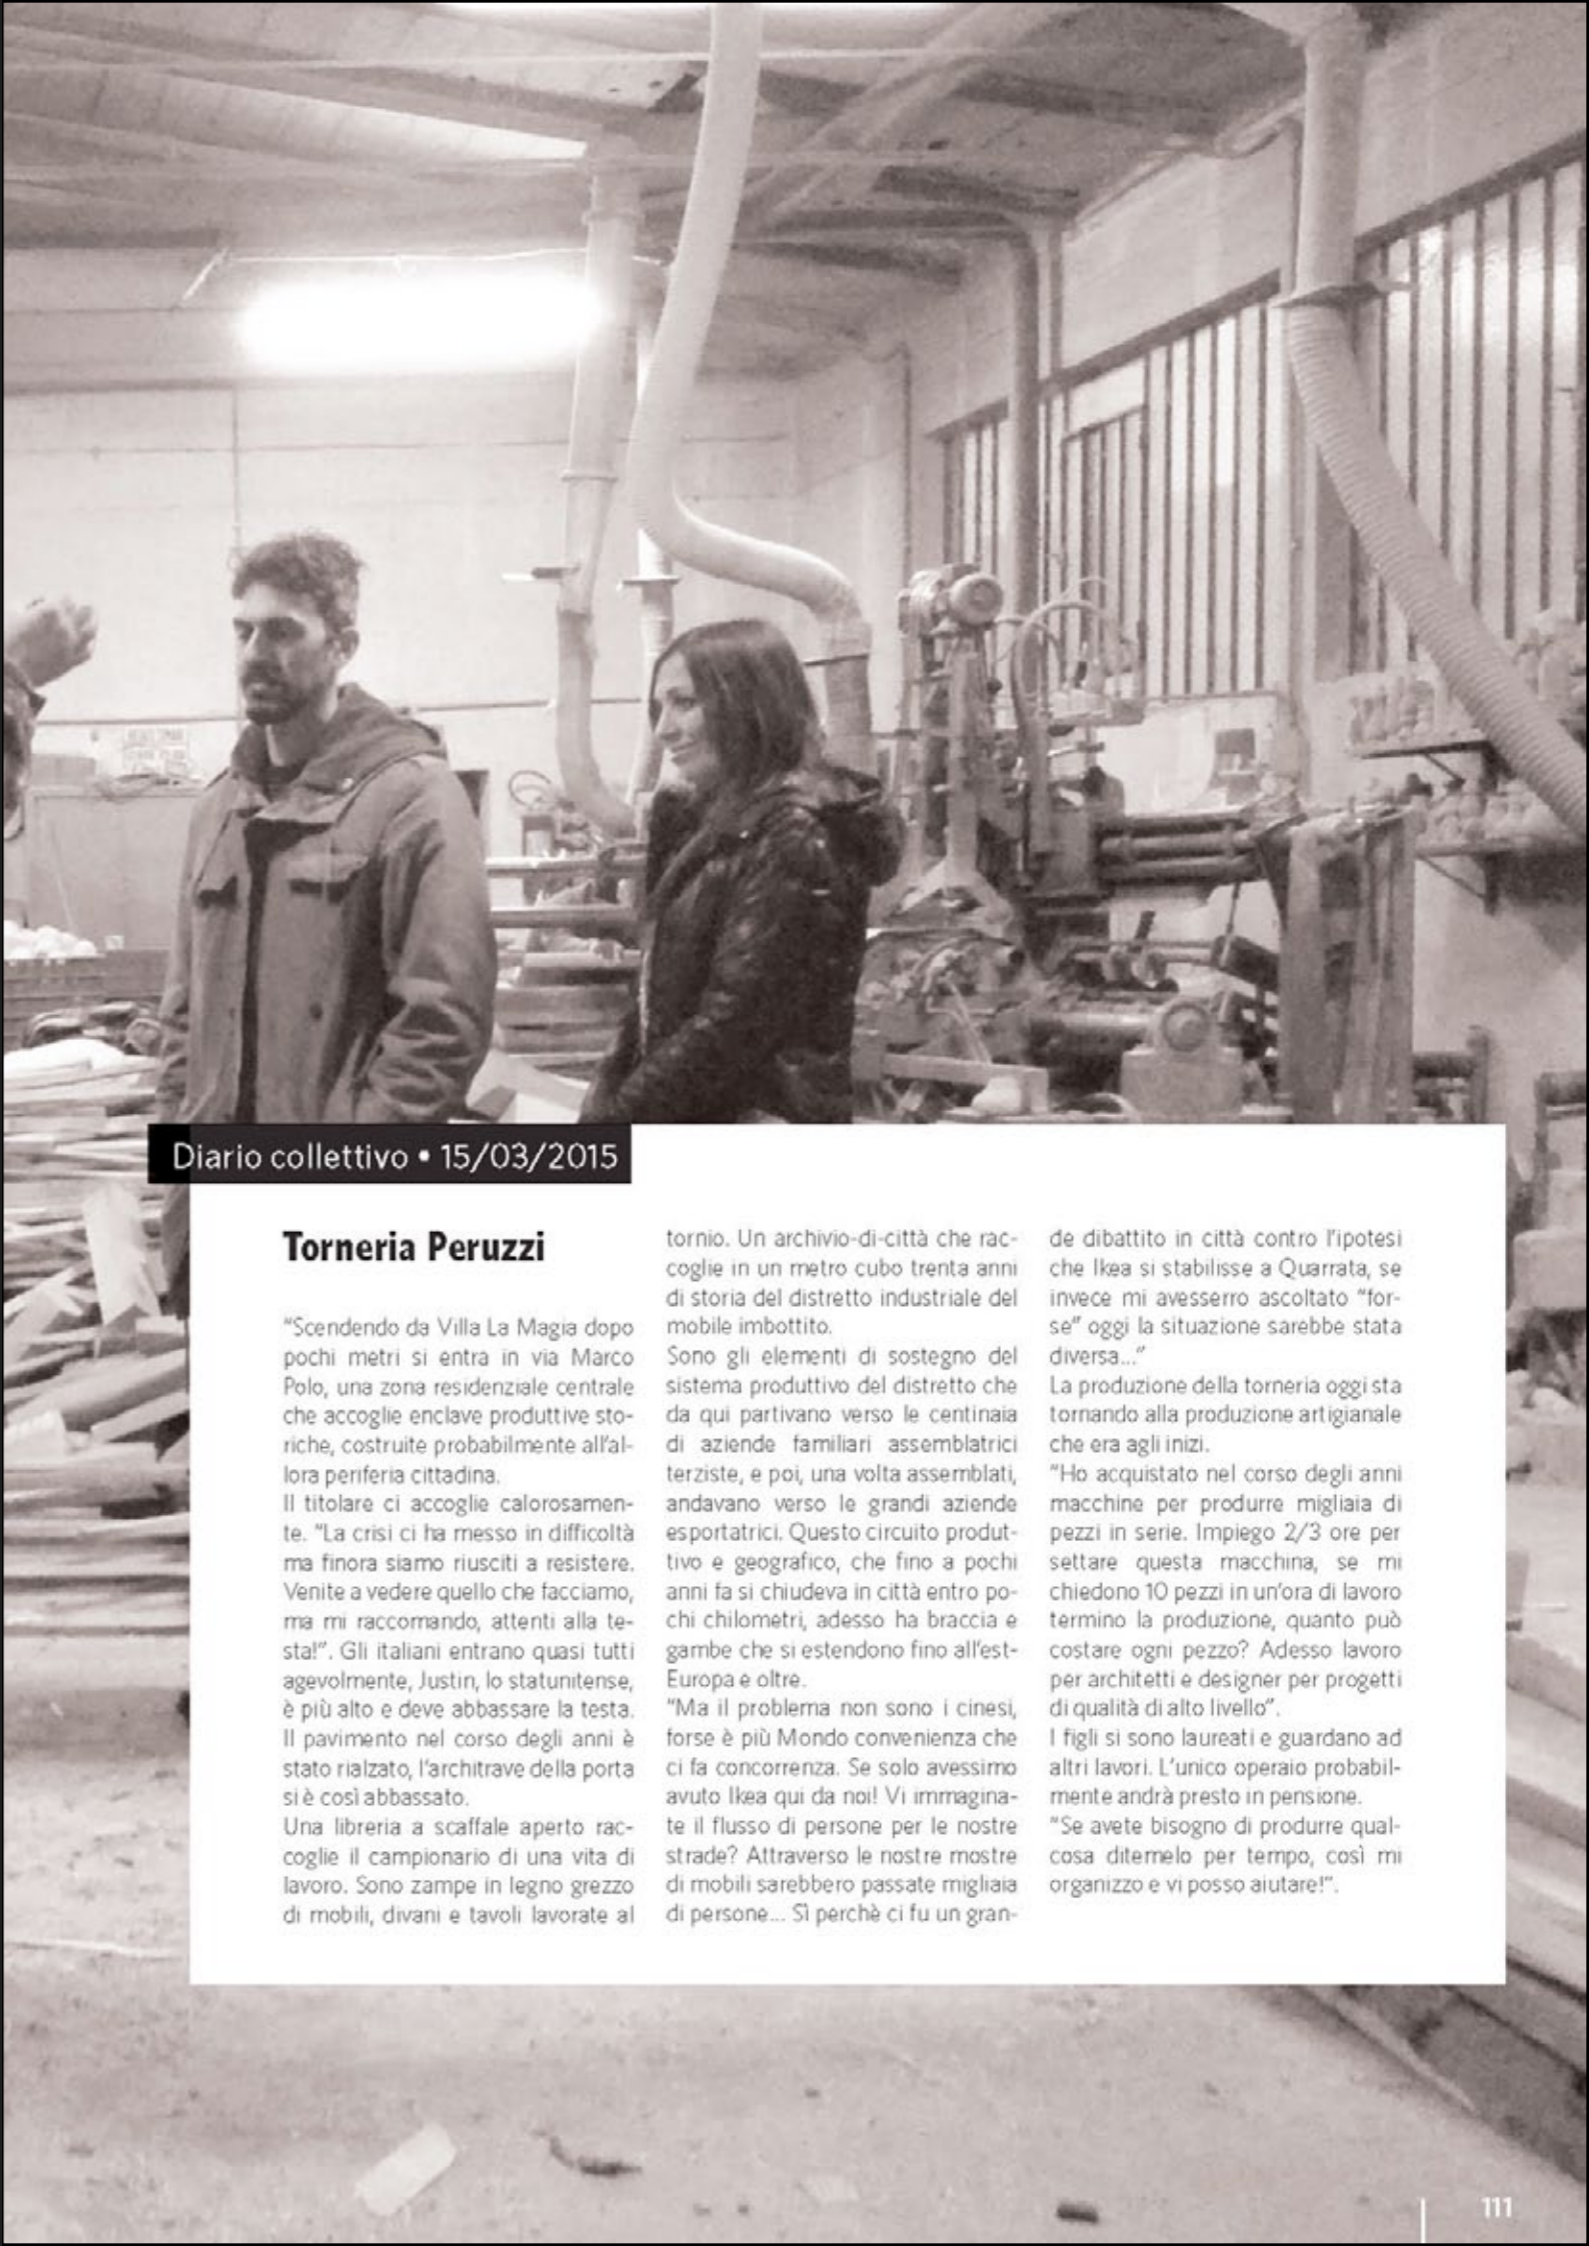 Diario collettivo • 15/03/2015
Torneria Peruzzi
“Scendendo da Villa La Magia dopo
pochi metri si entra in via Marco
Polo, una zona residenziale centrale
che accoglie enclave produttive sto-
riche, costruite probabilmente all’al-
lora periferia cittadina.
Il titolare ci accoglie calorosamen-
te. “La crisi ci ha messo in difficoltà
ma finora siamo riusciti a resistere.
Venite a vedere quello che facciamo,
ma mi raccomando, attenti alla te-
sta!”. Gli italiani entrano quasi tutti
agevolmente, Justin, lo statunitense,
è più alto e deve abbassare la testa.
Il pavimento nel corso degli anni è
stato rialzato, l’architrave della porta
si è così abbassato.
Una libreria a scaffale aperto rac-
coglie il campionario di una vita di
lavoro. Sono zampe in legno grezzo
di mobili, divani e tavoli lavorate al
tornio. Un archivio-di-città che rac-
coglie in un metro cubo trenta anni
di storia del distretto industriale del
mobile imbottito.
Sono gli elementi di sostegno del
sistema produttivo del distretto che
da qui partivano verso le centinaia
di aziende familiari assemblatrici
terziste, e poi, una volta assemblati,
andavano verso le grandi aziende
esportatrici. Questo circuito produt-
tivo e geografico, che fino a pochi
anni fa si chiudeva in città entro po-
chi chilometri, adesso ha braccia e
gambe che si estendono fino all’est-
Europa e oltre.
“Ma il problema non sono i cinesi,
forse è più Mondo convenienza che
ci fa concorrenza. Se solo avessimo
avuto Ikea qui da noi! Vi immagina-
te il flusso di persone per le nostre
strade? Attraverso le nostre mostre
di mobili sarebbero passate migliaia
di persone... Sì perchè ci fu un gran-
de dibattito in città contro l’ipotesi
che Ikea si stabilisse a Quarrata, se
invece mi avesserro ascoltato “for-
se” oggi la situazione sarebbe stata
diversa...”
La produzione della torneria oggi sta
tornando alla produzione artigianale
che era agli inizi.
“Ho acquistato nel corso degli anni
macchine per produrre migliaia di
pezzi in serie. Impiego 2/3 ore per
settare questa macchina, se mi
chiedono 10 pezzi in un’ora di lavoro
termino la produzione, quanto può
costare ogni pezzo? Adesso lavoro
per architetti e designer per progetti
di qualità di alto livello”.
I figli si sono laureati e guardano ad
altri lavori. L’unico operaio probabil-
mente andrà presto in pensione.
“Se avete bisogno di produrre qual-
cosa ditemelo per tempo, così mi
organizzo e vi posso aiutare!”.
111